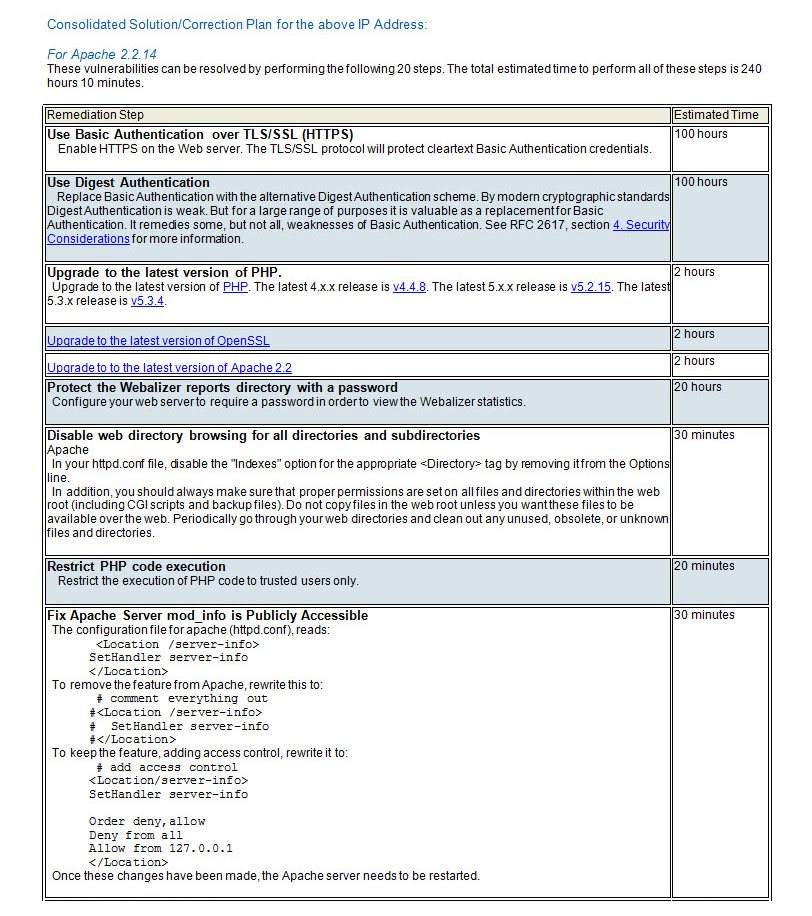 Consolidated Solution/Correction Plan for the above IP Address:
For Apache 2.2.14
These vulnerabilities can be resolved by performing the following 20 steps. The total estimated time to perform all of these steps is 240
hours 10 minutes.
Remediation Step Estimated Time
Use Basic Authentication over TLS/SSL (HTTPS) 100 hours
Enable HTTPS on the Web server. The TLS/SSL protocol will protect cleartext Basic Authentication credentials.
Use Digest Authentication 100 hours
Replace Basic Authentication with the alternative Digest Authentication scheme. By modern cryptographic standards
Digest Authentication is weak. But for a large range of purposes it is valuable as a replacement for Basic
Authentication. It remedies some, but not all, weaknesses of Basic Authentication. See RFC 2617, section 4. Security
Considerations for more information.
Upgrade to the latest version of PHP. 2 hours
Upgrade to the latest version of PHP. The latest 4.x.x release is v4.4.8. The latest 5.x.x release is v5.2.15. The latest
5.3.x release is v5.3.4.
Upgrade to the latest version of OpenSSL 2 hours
Upgrade to to the latest version of Apache 2.2 2 hours
Protect the Webalizer reports directory with a password 20 hours
Configure your web server to require a password in order to view the Webalizer statistics.
Disable web directory browsing for all directories and subdirectories 30 minutes
Apache
In your httpd.conf file, disable the "Indexes" option for the appropriate <Directory> tag by removing it from the Options
line.
In addition, you should always make sure that proper permissions are set on all files and directories within the web
root (including CGI scripts and backup files). Do not copy files in the web root unless you want these files to be
available over the web. Periodically go through your web directories and clean out any unused, obsolete, or unknown
files and directories.
Restrict PHP code execution 20 minutes
Restrict the execution of PHP code to trusted users only.
Fix Apache Server mod_info is Publicly Accessible 30 minutes
The configuration file for apache (httpd.conf), reads:
<Location /server-info>
SetHandler server-info
</Location>
To remove the feature from Apache, rewrite this to:
# comment everything out
#<Location /server-info>
# SetHandler server-info
#</Location>
To keep the feature, adding access control, rewrite it to:
# add access control
<Location/server-info>
SetHandler server-info
Order deny,allow
Deny from all
Allow from 127.0.0.1
</Location>
Once these changes have been made, the Apache server needs to be restarted.